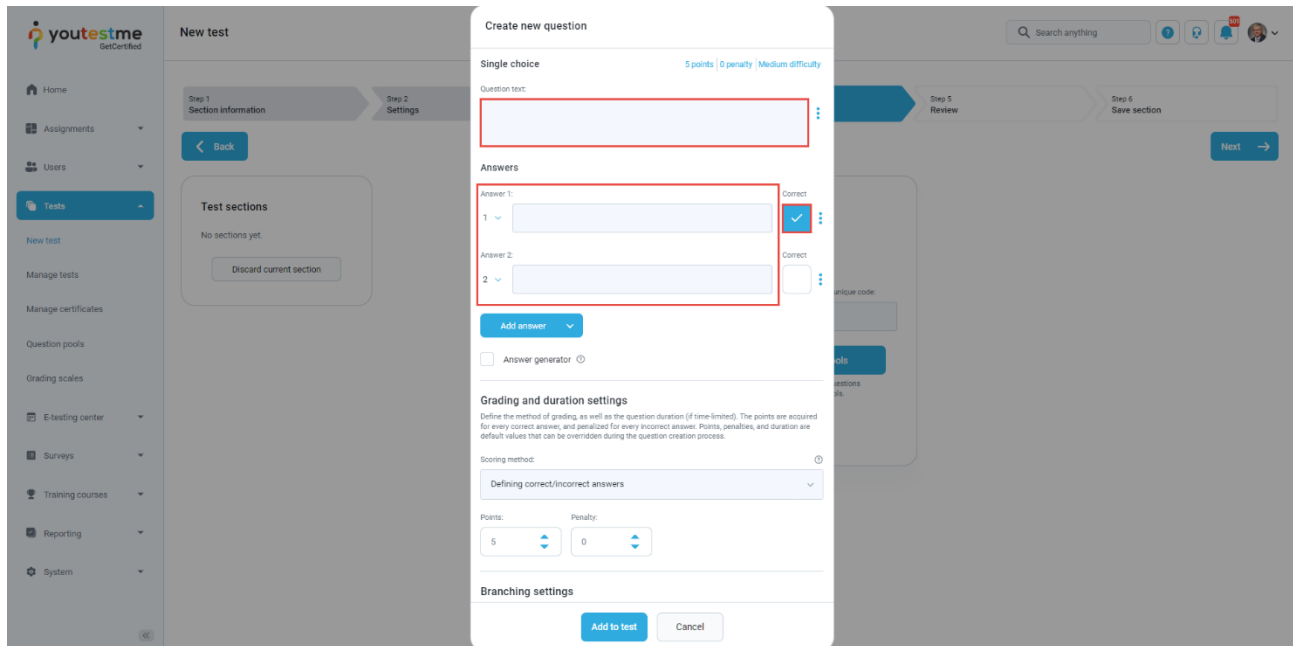 youtestme
GetCertified
New test
Search anything
501
Home
Assignments
Users
Tests
New test
Manage tests
Manage certificates
Question pools
Grading scales
E-testing center
Surveys
Training courses
Reporting
System
Step 1
Section information
Step 2
Settings
Step 5
Review
Step 6
Save section
Back
Next
Test sections
No sections yet.
Discard current section
unique code:
ols
estions
ols.
Create new question
Single choice
5 points | 0 penalty | Medium difficulty
Question text:
Answers
Answer 1:
Correct
1
Answer 2:
Correct
2
Add answer
Answer generator
Grading and duration settings
Define the method of grading, as well as the question duration (if time-limited). The points are acquired
for every correct answer, and penalized for every incorrect answer. Points, penalties, and duration are
default values that can be overridden during the question creation process.
Scoring method:
Defining correct/incorrect answers
Points:
Penalty:
5
0
Branching settings
Add to test
Cancel